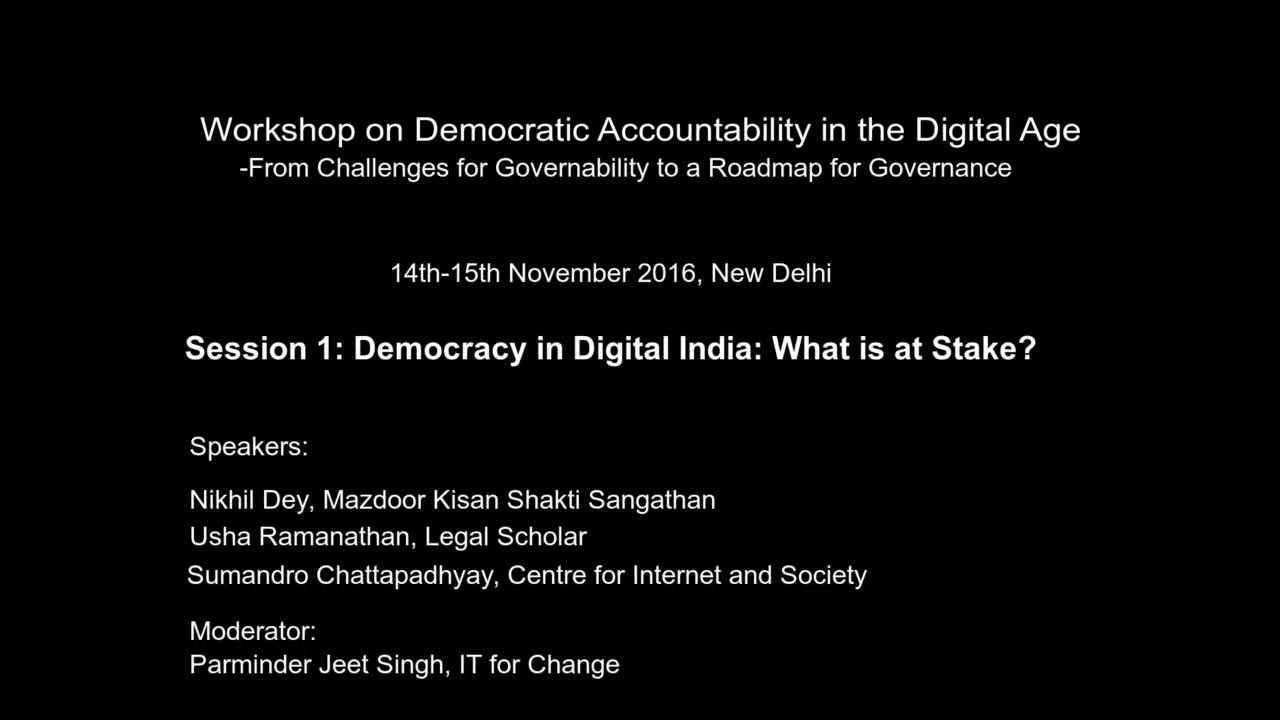 Workshop on Democratic Accountability in the Digital Age
-From Challenges for Governability to a Roadmap for Governance
14th-15th November 2016, New Delhi
Session 1: Democracy in Digital India: What is at Stake?
Speakers:
Nikhil Dey, Mazdoor Kisan Shakti Sangathan
Usha Ramanathan, Legal Scholar
Sumandro Chattapadhyay, Centre for Internet and Society
Moderator:
Parminder Jeet Singh, IT for Change